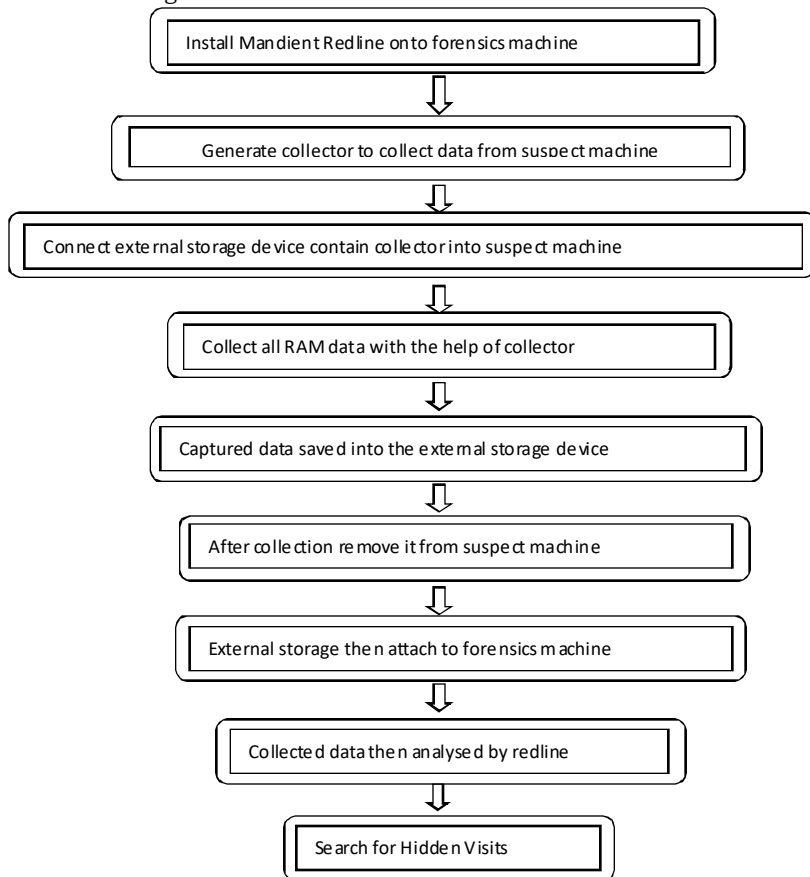 Install Mandient Redline onto forensics machine
Generate collector to collect data from suspect machine
Connect external storage device contain collector into suspect machine
Collect all RAM data with the help of collector
Captured data saved into the external storage device
After collection remove it from suspect machine
External storage then attach to forensics machine
Collected data then analysed by redline
Search for Hidden Visits